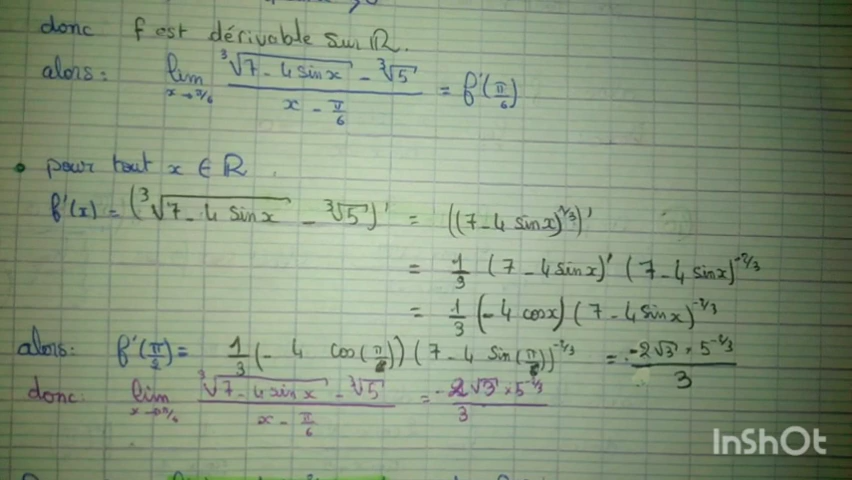 donc f est dérivable sur ℝ.
alors: lim x→π/6 (∛(7 - 4 sin x) - ∛5) / (x - π/6) = f'(π/6)
• pour tout x ∈ ℝ.
f'(x) = (∛(7 - 4 sin x) - ∛5)' = ((7 - 4 sin x)^1/3)'
= 1/3 (7 - 4 sin x)' (7 - 4 sin x)^-2/3
= 1/3 (-4 cos x) (7 - 4 sin x)^-2/3
alors: f'(π/2) = 1/3 (- 4 cos(π/6)) (7 - 4 sin(π/6))^-2/3 = -2√3 × 5^-2/3 / 3
donc: lim x→π/6 (∛(7 - 4 sin x) - ∛5) / (x - π/6) = -2√3 × 5^-2/3 / 3
InShOt